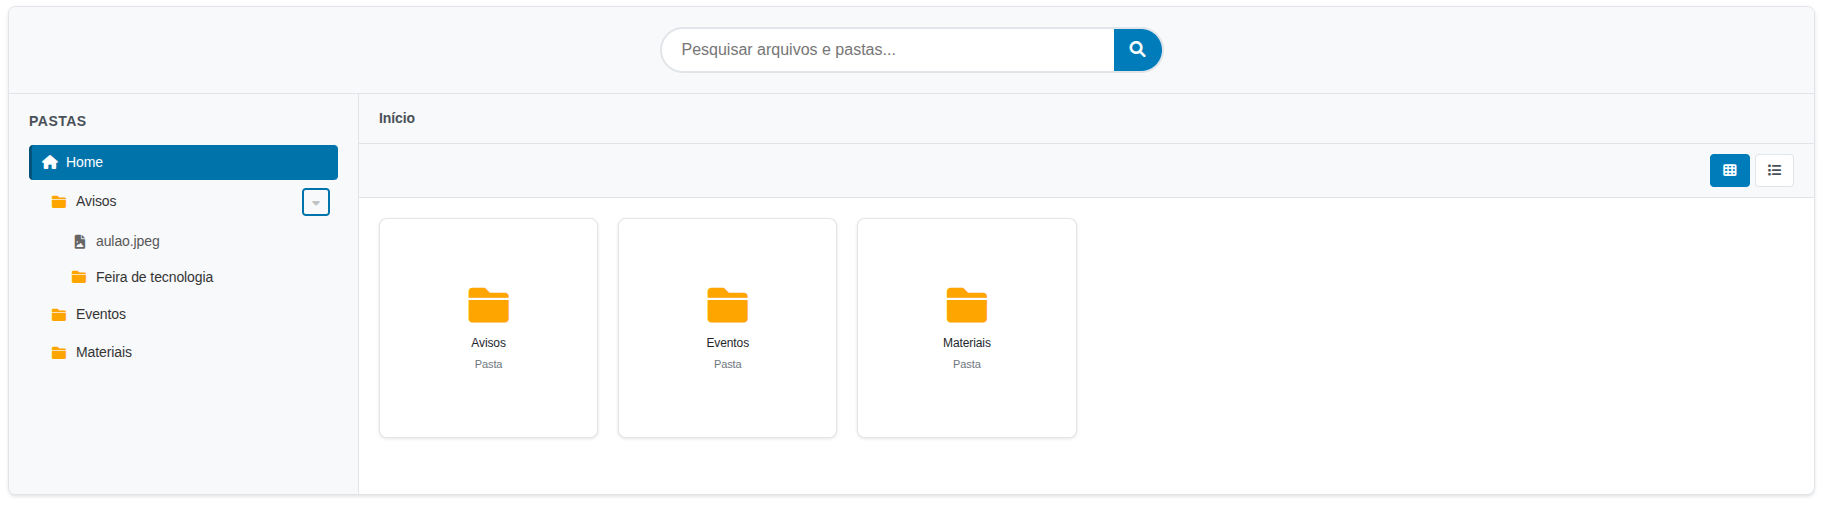 Pesquisar arquivos e pastas...
PASTAS
Home
Avisos
aulao.jpeg
Feira de tecnologia
Eventos
Materiais
Início
Avisos
Pasta
Eventos
Pasta
Materiais
Pasta